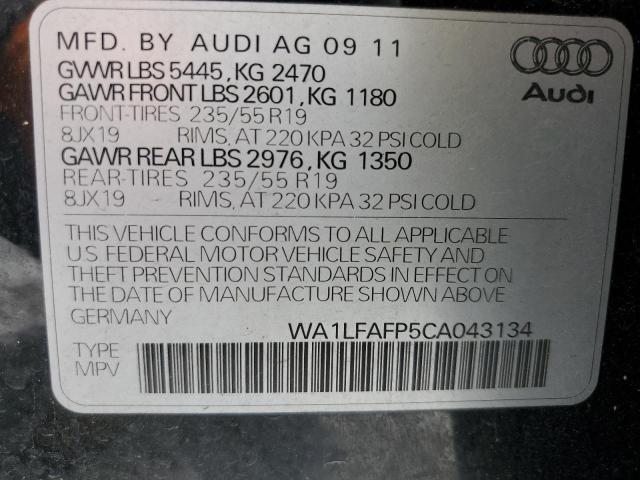 MFD. BY AUDI AG 09 11
GVWR LBS 5445, KG 2470
GAWR FRONT LBS 2601, KG 1180
FRONT-TIRES 235/55 R19
8JX19 RIMS, AT 220 KPA 32 PSI COLD
GAWR REAR LBS 2976, KG 1350
REAR-TIRES 235/55 R19
8JX19 RIMS, AT 220 KPA 32 PSI COLD
Audi
THIS VEHICLE CONFORMS TO ALL APPLICABLE
U.S. FEDERAL MOTOR VEHICLE SAFETY AND
THEFT PREVENTION STANDARDS IN EFFECT ON
THE DATE OF MANUFACTURE SHOWN ABOVE
GERMANY
WA1LFAFP5CA043134
TYPE
MPV